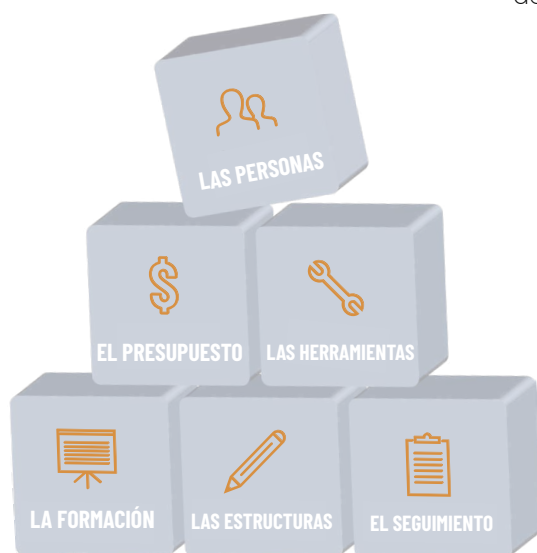 LAS PERSONAS
EL PRESUPUESTO
LAS HERRAMIENTAS
LA FORMACIÓN
LAS ESTRUCTURAS
EL SEGUIMIENTO